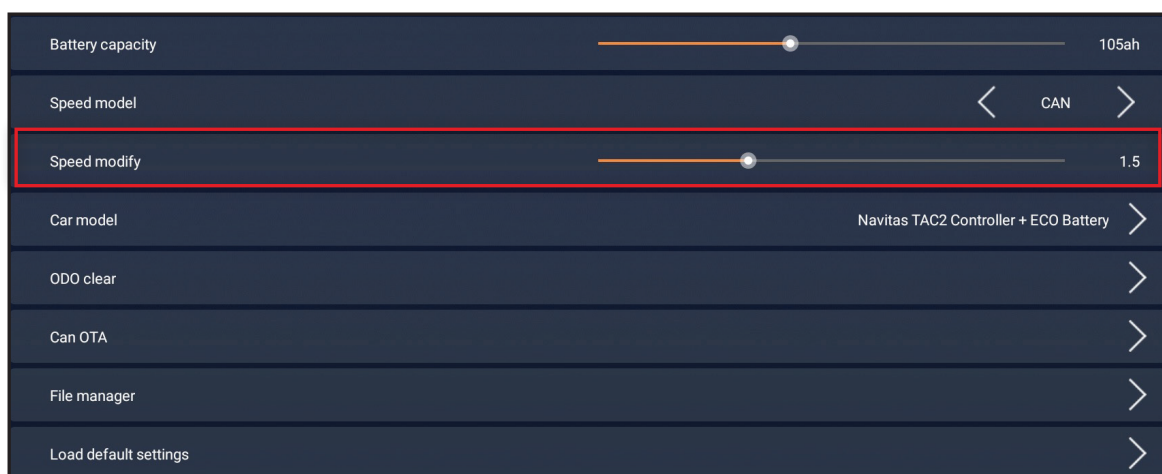 Battery capacity 105ah
Speed model CAN
Speed modify 1.5
Car model Navitas TAC2 Controller + ECO Battery
ODO clear
Can OTA
File manager
Load default settings